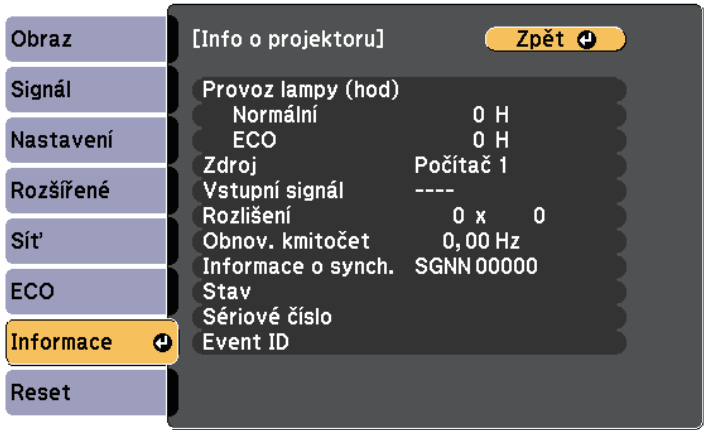 Obraz
Signál
Nastavení
Rozšířené
Síť
ECO
Informace
Reset
[Info o projektoru]
Zpět
Provoz lampy (hod)
Normální 0 H
ECO 0 H
Zdroj Počítač 1
Vstupní signál ----
Rozlišení 0 x 0
Obnov. kmitočet 0,00 Hz
Informace o synch. SGNN00000
Stav
Sériové číslo
Event ID